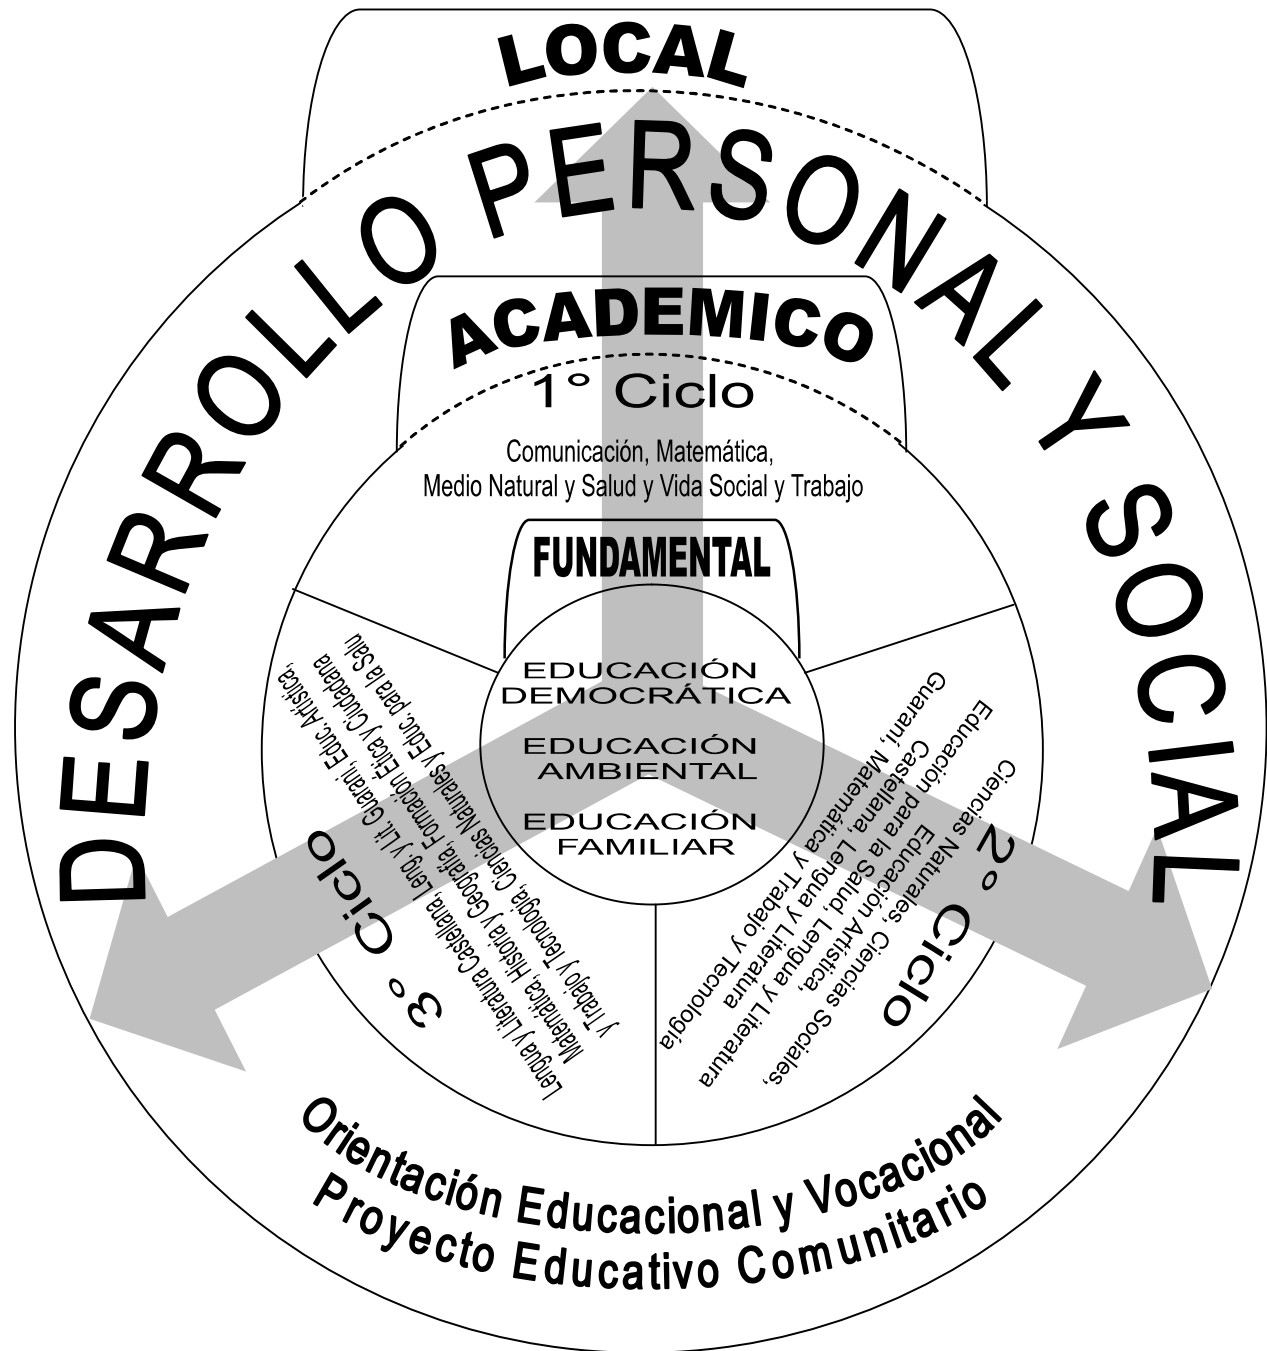 LOCAL
DESARROLLO PERSONAL Y SOCIAL
ACADEMICO
1° Ciclo
Comunicación, Matemática,
Medio Natural y Salud y Vida Social y Trabajo
FUNDAMENTAL
EDUCACIÓN
DEMOCRÁTICA
EDUCACIÓN
AMBIENTAL
EDUCACIÓN
FAMILIAR
2° Ciclo
Ciencias Naturales, Ciencias Sociales,
Educación Artistica,
Educación para la Salud, Lengua y Literatura
Castellana, Lengua y Literatura
Guaraní, Matemática y Trabajo y Tecnología
3° Ciclo
Lengua y Literatura Castellana, Leng. y Lit. Guaraní, Educ. Artística,
Matemática, Historia y Geografía, Formación Ética y Ciudadana
y Trabajo y Tecnología, Ciencias Naturales y Educ. para la Salu
Orientación Educacional y Vocacional
Proyecto Educativo Comunitario